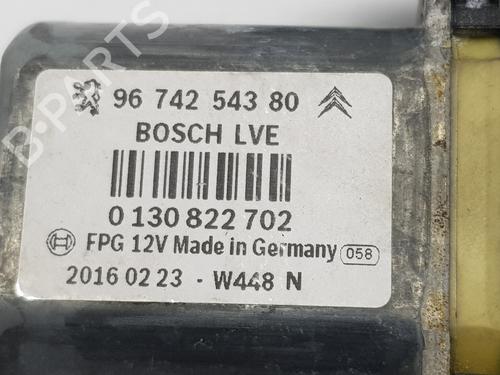 96 742 543 80
BOSCH LVE
0 130 822 702
FPG 12V Made in Germany 058
2016 02 23 - W448 N
B-PARTS